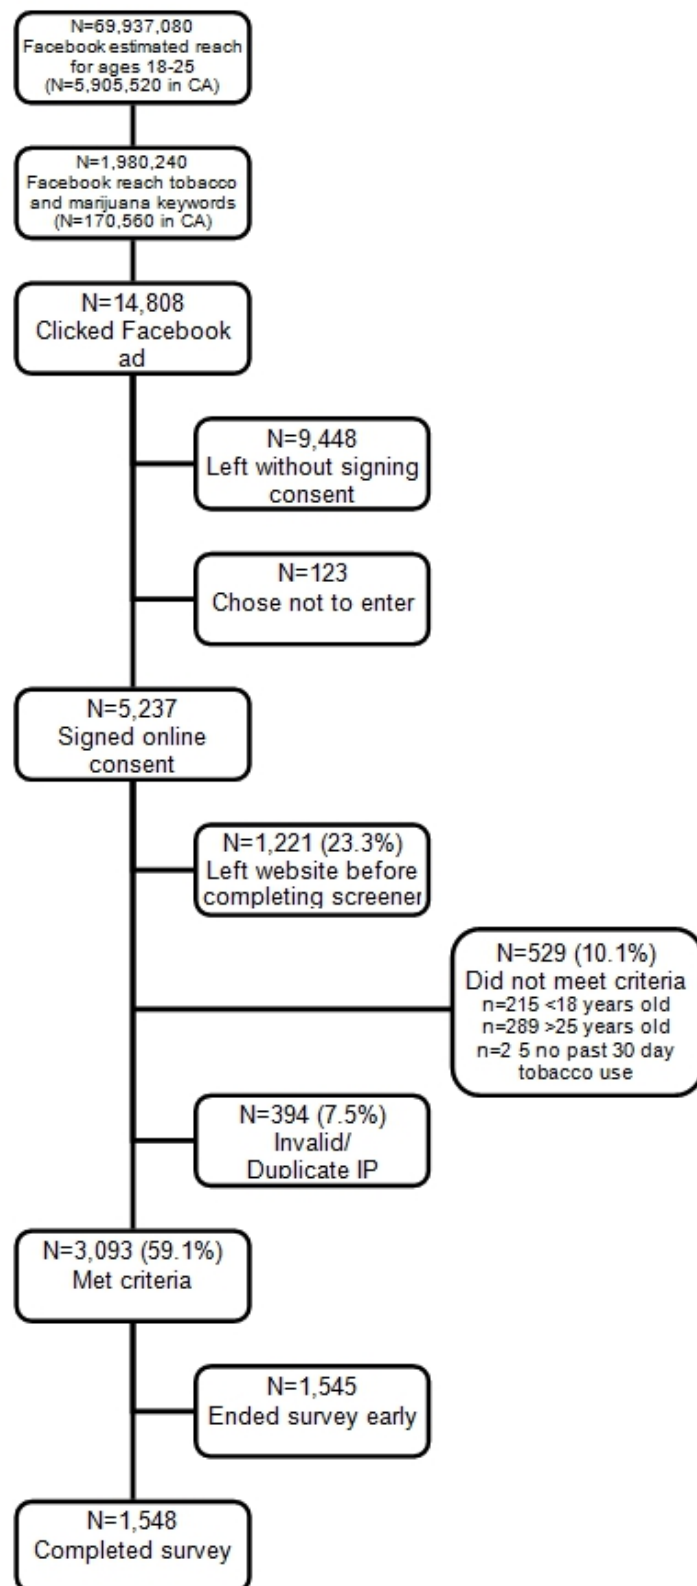 N=69,937,080
Facebook estimated reach
for ages 18-25
(N=5,905,520 in CA)
N=1,980,240
Facebook reach tobacco
and marijuana keywords
(N=170,560 in CA)
N=14,808
Clicked Facebook
ad
N=9,448
Left without signing
consent
N=123
Chose not to enter
N=5,237
Signed online
consent
N=1,221 (23.3%)
Left website before
completing screener
N=529 (10.1%)
Did not meet criteria
n=215 <18 years old
n=289 >25 years old
n=2 5 no past 30 day
tobacco use
N=394 (7.5%)
Invalid/
Duplicate IP
N=3,093 (59.1%)
Met criteria
N=1,545
Ended survey early
N=1,548
Completed survey